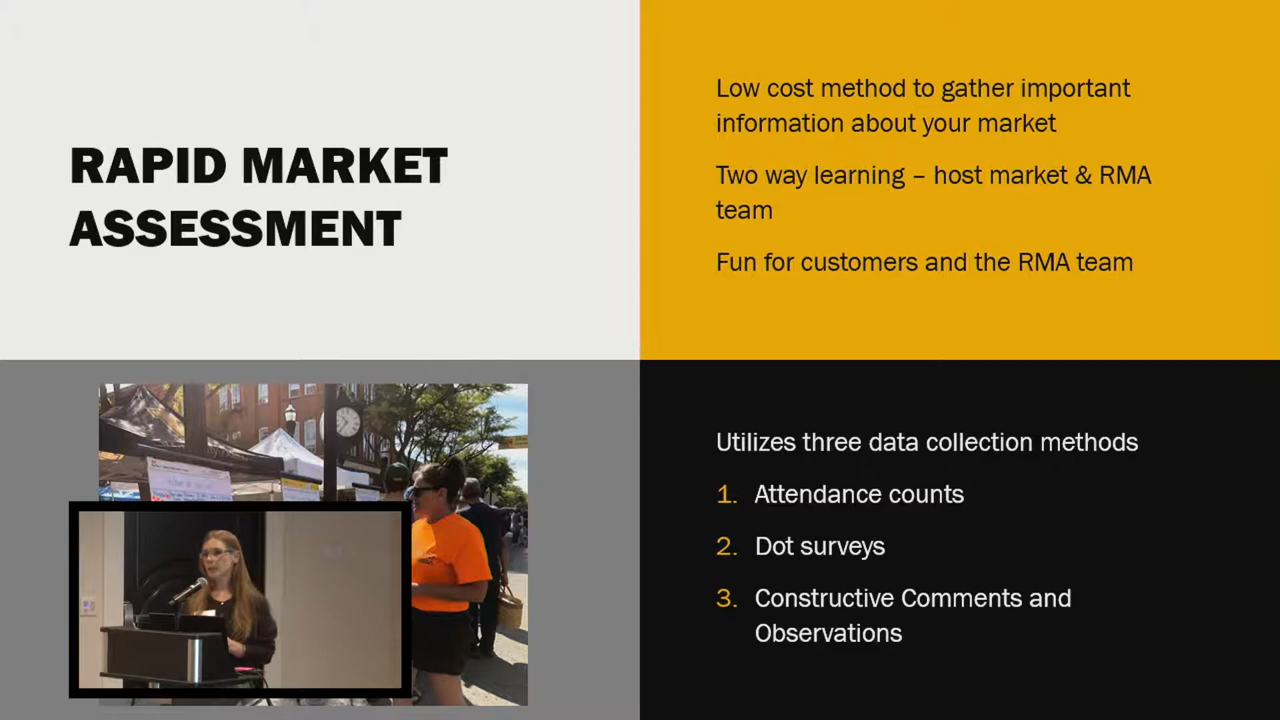 RAPID MARKET
ASSESSMENT
Low cost method to gather important
information about your market
Two way learning – host market & RMA
team
Fun for customers and the RMA team
Utilizes three data collection methods
1. Attendance counts
2. Dot surveys
3. Constructive Comments and
Observations